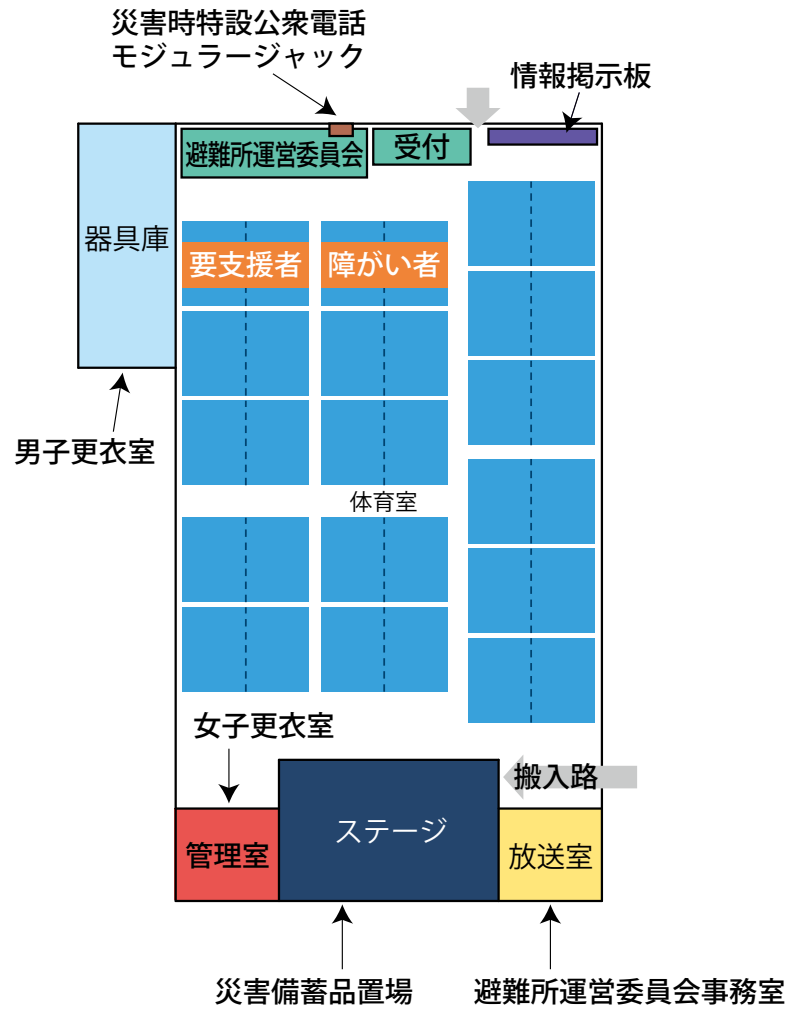 災害時特設公衆電話
モジュラージャック
情報掲示板
避難所運営委員会
受付
器具庫
要支援者
障がい者
男子更衣室
体育室
女子更衣室
搬入路
管理室
ステージ
放送室
災害備蓄品置場
避難所運営委員会事務室